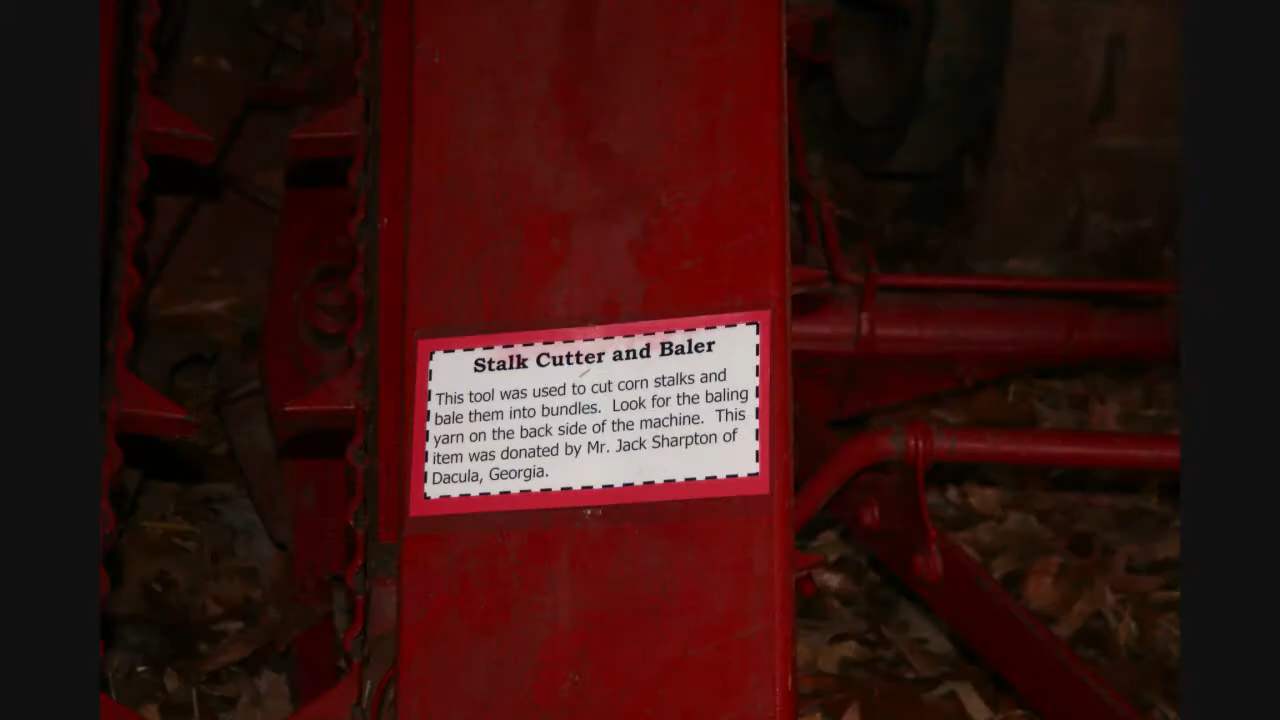 Stalk Cutter and Baler
This tool was used to cut corn stalks and
bale them into bundles.  Look for the baling
yarn on the back side of the machine.  This
item was donated by Mr. Jack Sharpton of
Dacula, Georgia.